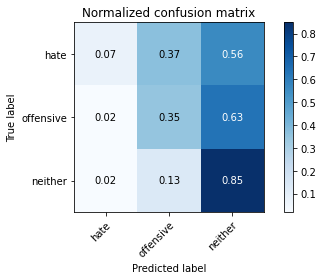 Normalized confusion matrix
True label
hate 0.07 0.37 0.56
offensive 0.02 0.35 0.63
neither 0.02 0.13 0.85
hate offensive neither
Predicted label
0.8
0.7
0.6
0.5
0.4
0.3
0.2
0.1